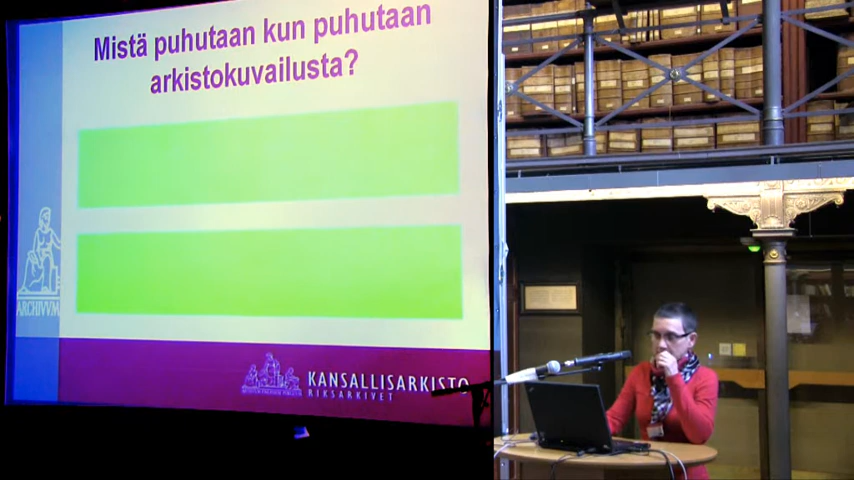 Mistä puhutaan kun puhutaan
arkistokuvailusta?
ARCHIVVM
KANSALLISARKISTO
RIKSARKIVET